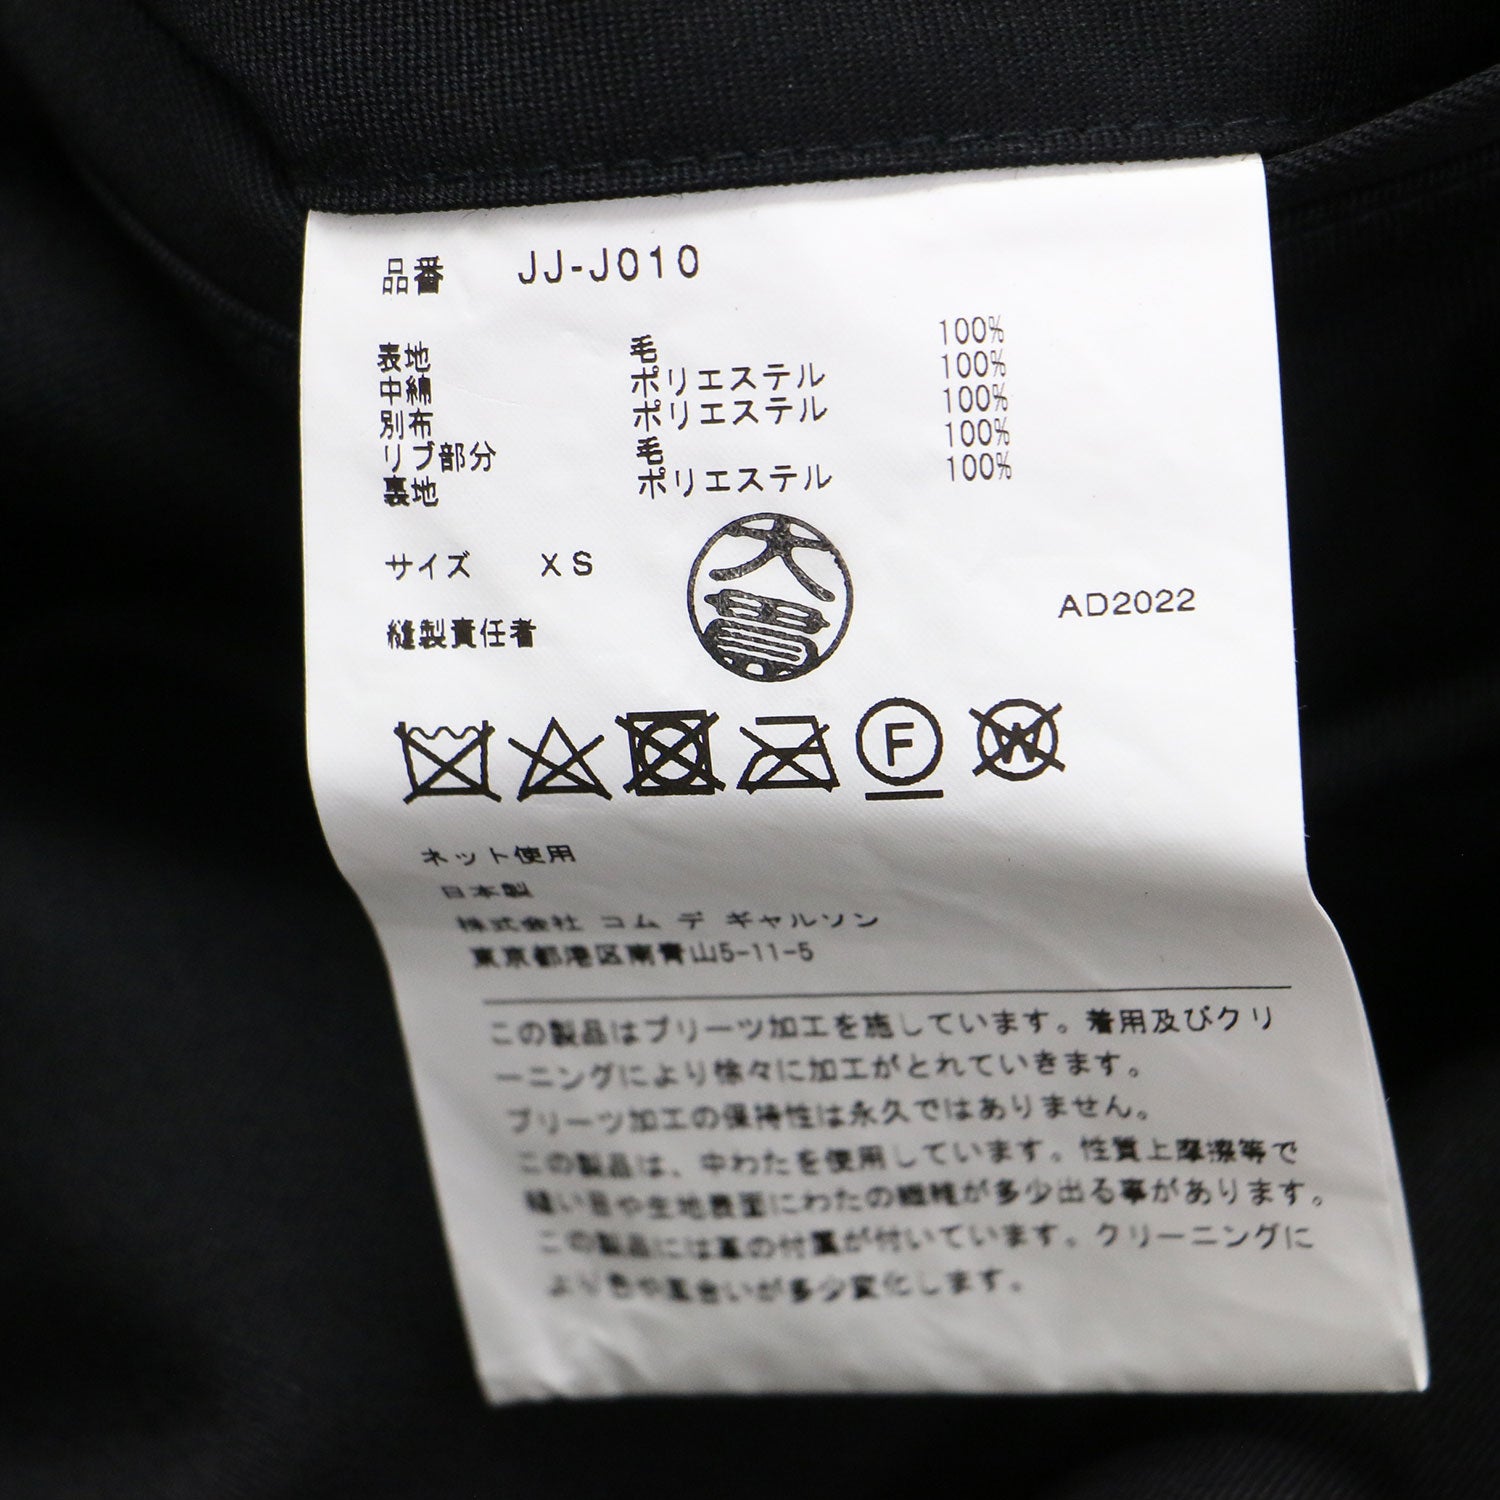 品番 JJ-J010
表地 毛 100%
中綿 ポリエステル 100%
別布 ポリエステル 100%
リブ部分 毛 100%
裏地 ポリエステル 100%
サイズ XS
AD2022
縫製責任者
F
W
ネット使用
日本製
株式会社 コム デ ギャルソン
東京都港区南青山5-11-5
この製品はプリーツ加工を施しています。着用及びクリ
ーニングにより徐々に加工がとれていきます。
プリーツ加工の保持性は永久ではありません。
この製品は、中わたを使用しています。性質上摩擦等で
縫い目や生地表面にわたの繊維が多少出る事があります。
この製品には革の付属が付いています。クリーニングに
より色や風合いが多少変化します。